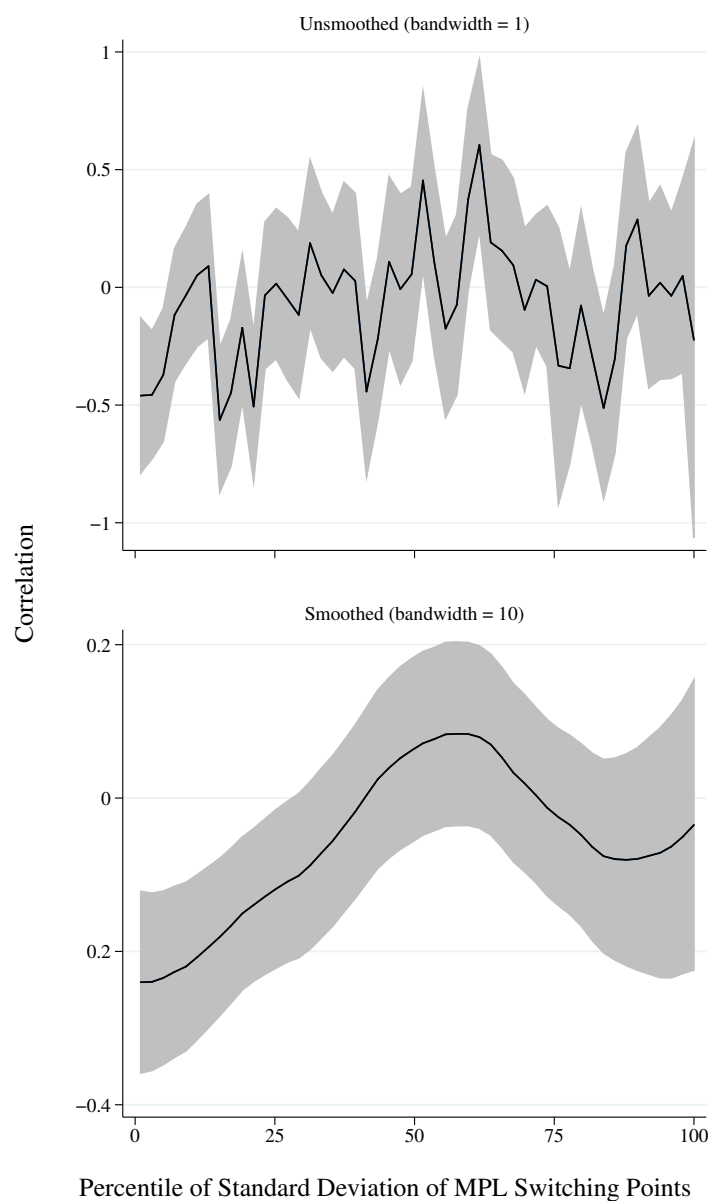 Unsmoothed (bandwidth = 1)
1
0.5
0
−0.5
−1
Correlation
Smoothed (bandwidth = 10)
0.2
0
0.2
−0.4
0 25 50 75 100
Percentile of Standard Deviation of MPL Switching Points